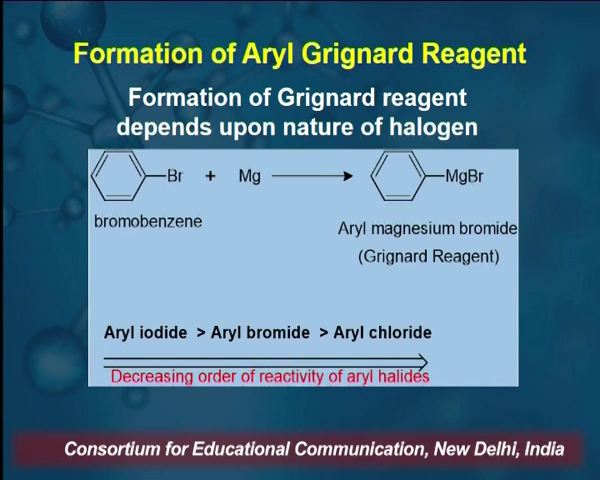 Formation of Aryl Grignard Reagent
Formation of Grignard reagent
depends upon nature of halogen
Br + Mg MgBr
bromobenzene
Aryl magnesium bromide
(Grignard Reagent)
Aryl iodide > Aryl bromide > Aryl chloride
Decreasing order of reactivity of aryl halides
Consortium for Educational Communication, New Delhi, India